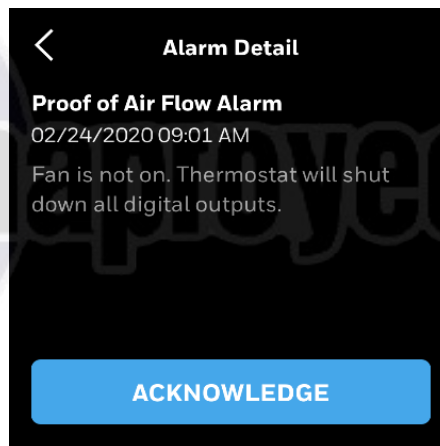 Alarm Detail
Proof of Air Flow Alarm
02/24/2020 09:01 AM
Fan is not on. Thermostat will shut
down all digital outputs.
ACKNOWLEDGE